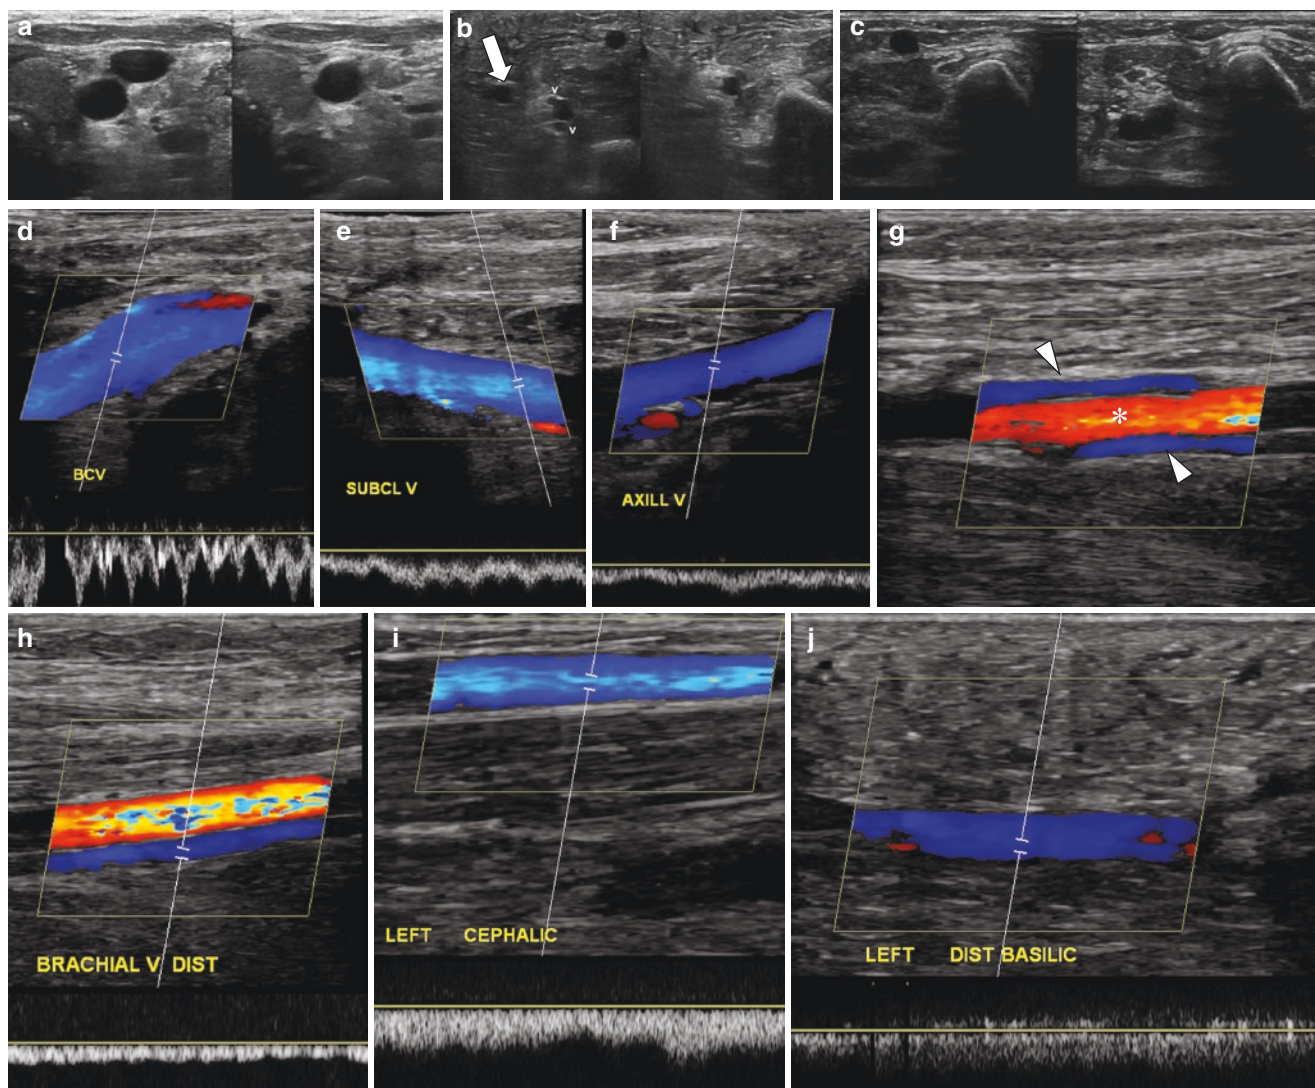 a
b
v
v
c
d
BCV
e
SUBCL V
f
AXILL V
g
*
h
BRACHIAL V DIST
i
LEFT CEPHALIC
j
LEFT DIST BASILIC